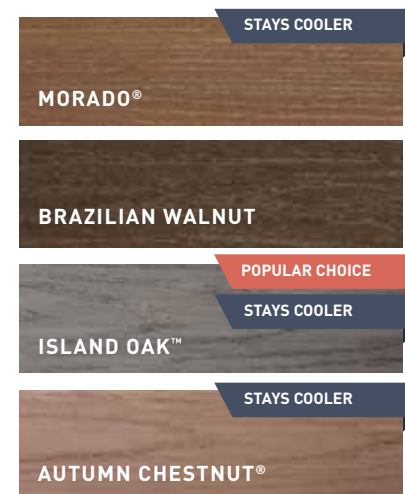 STAYS COOLER
MORADO®
BRAZILIAN WALNUT
POPULAR CHOICE
STAYS COOLER
ISLAND OAK™
STAYS COOLER
AUTUMN CHESTNUT®